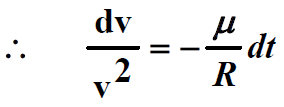 ∴ dv/v² = −μ/R dt